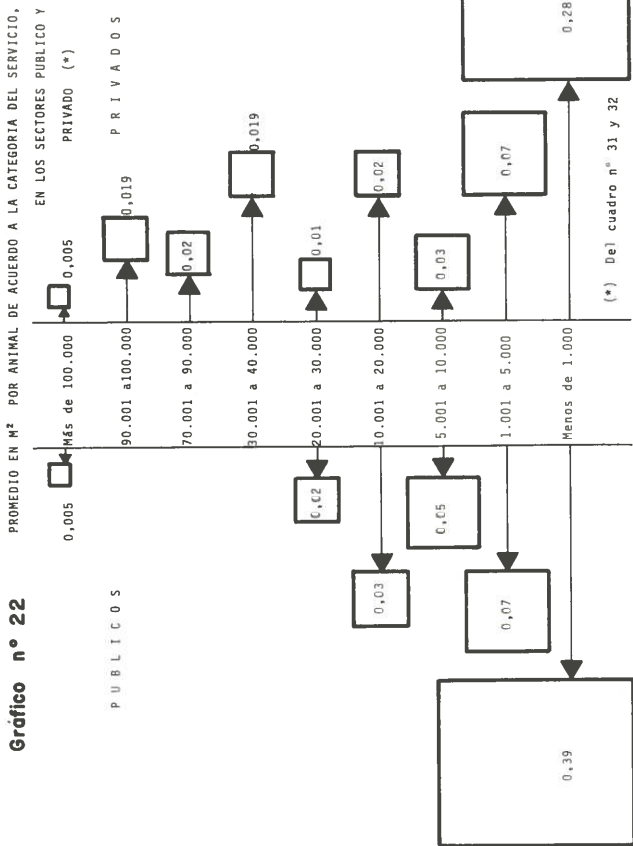 Gráfico nº 22
PROMEDIO EN M² POR ANIMAL DE ACUERDO A LA CATEGORIA DEL SERVICIO,
EN LOS SECTORES PUBLICO Y
PRIVADO (*)
PUBLICOS
PRIVADOS
0,005 Más de 100.000 0,005
90.001 a100.000 0,019
70.001 a 90.000 0,02
30.001 a 40.000 0,019
0,02 20.001 a 30.000 0,01
0,03 10.001 a 20.000 0,02
0,05 5.001 a 10.000 0,03
0,07 1.001 a 5.000 0,07
0,39 Menos de 1.000 0,28
(*) Del cuadro nº 31 y 32